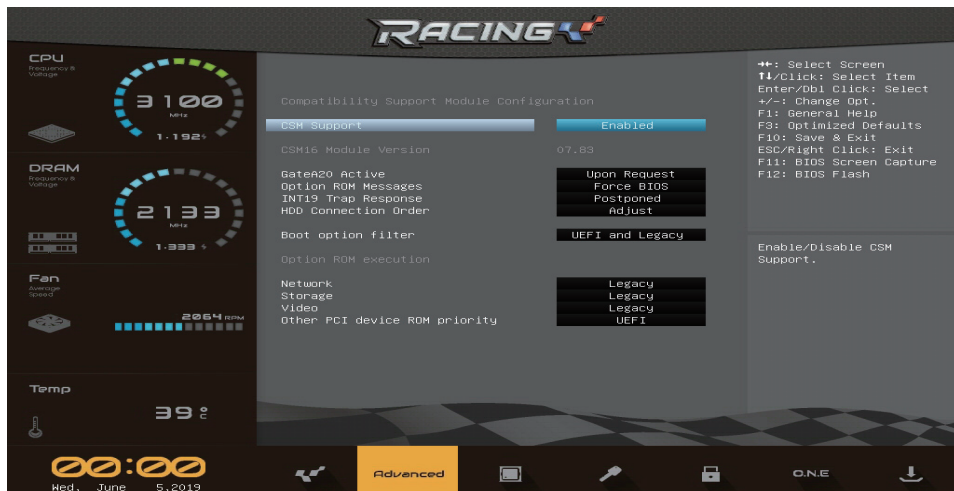 RACING
CPU
Frequency &
Voltage
3100
MHz
1.192v
DRAM
Frequency &
Voltage
2133
MHz
1.333v
Fan
Average
Speed
2064 RPM
Temp
39 °C
00:00
Wed, June 5,2019
Compatibility Support Module Configuration
CSM Support Enabled
CSM16 Module Version 07.83
GateA20 Active Upon Request
Option ROM Messages Force BIOS
INT19 Trap Response Postponed
HDD Connection Order Adjust
Boot option filter UEFI and Legacy
Option ROM execution
Network Legacy
Storage Legacy
Video Legacy
Other PCI device ROM priority UEFI
→←: Select Screen
↑↓/Click: Select Item
Enter/Dbl Click: Select
+/-: Change Opt.
F1: General Help
F3: Optimized Defaults
F10: Save & Exit
ESC/Right Click: Exit
F11: BIOS Screen Capture
F12: BIOS Flash
Enable/Disable CSM
Support.
Advanced
O.N.E